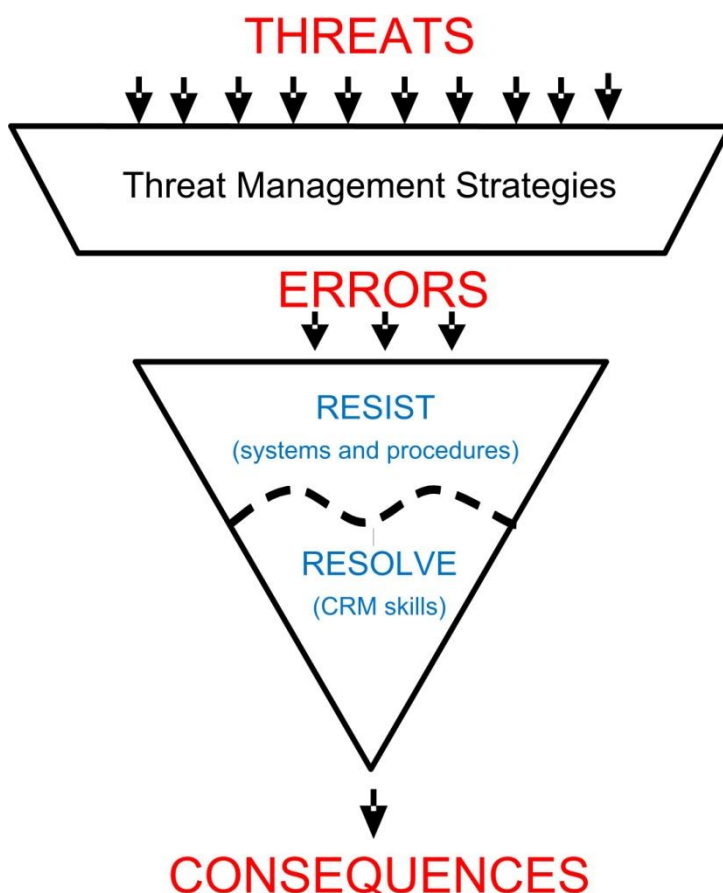 THREATS
Threat Management Strategies
ERRORS
RESIST
(systems and procedures)
RESOLVE
(CRM skills)
CONSEQUENCES